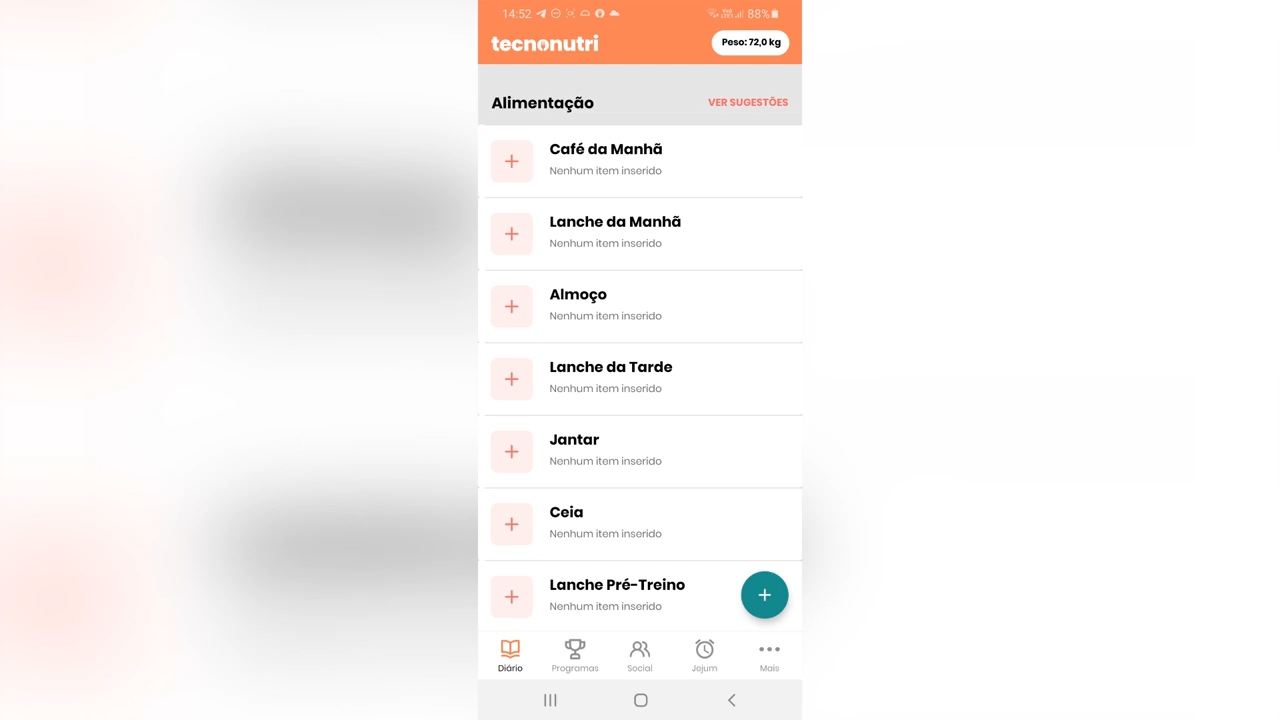 14:52 88%
tecnonutri Peso: 72,0 kg
Alimentação VER SUGESTÕES
Café da Manhã
Nenhum item inserido
Lanche da Manhã
Nenhum item inserido
Almoço
Nenhum item inserido
Lanche da Tarde
Nenhum item inserido
Jantar
Nenhum item inserido
Ceia
Nenhum item inserido
Lanche Pré-Treino
Nenhum item inserido
Diário Programas Social Jejum Mais